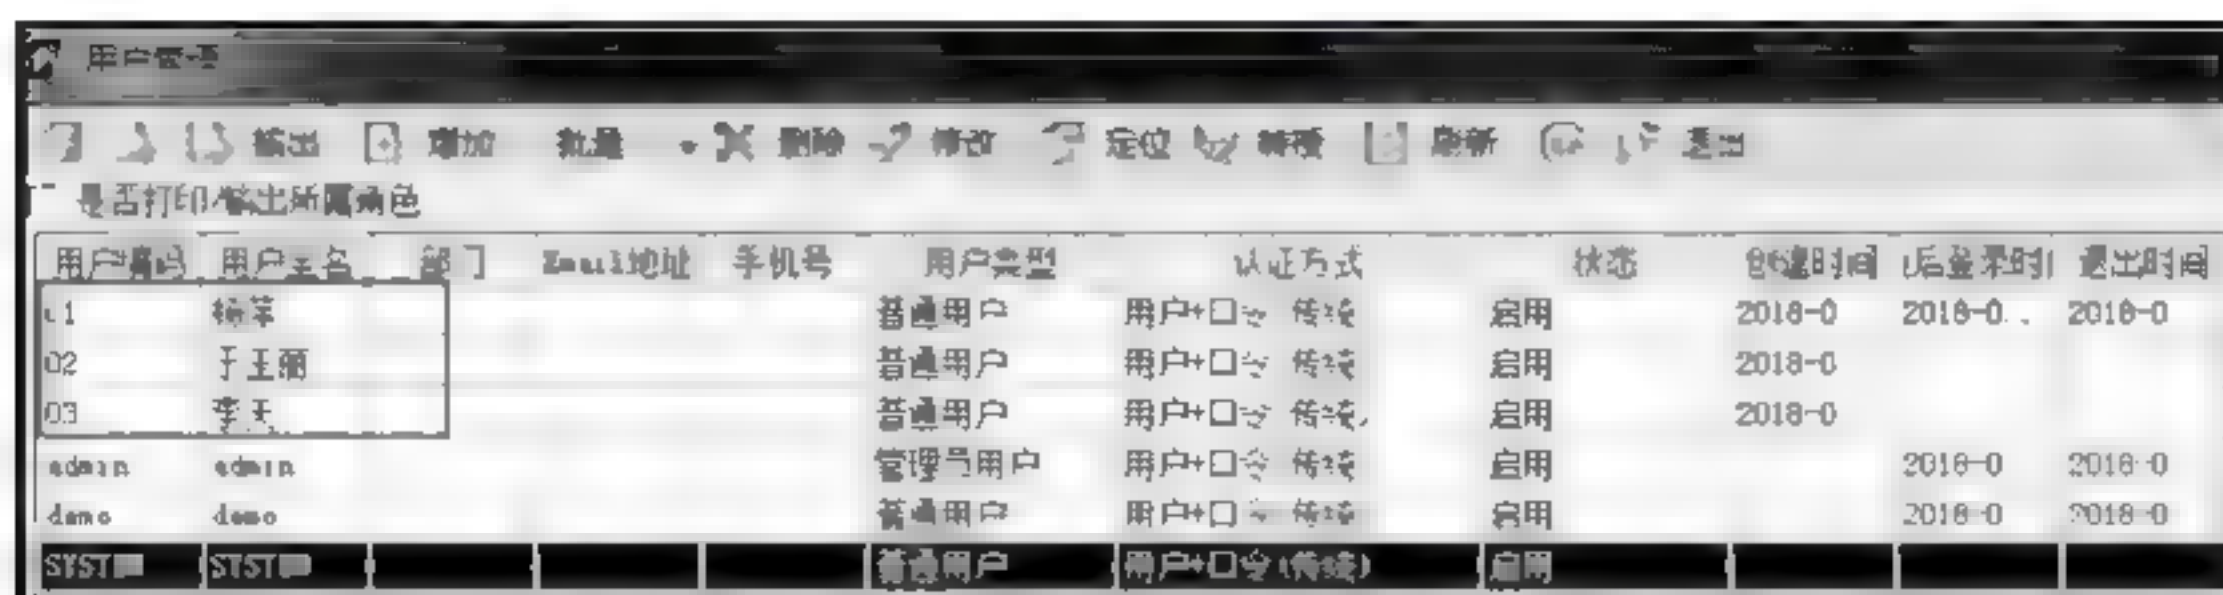 用户管理
输出 增加 批量 删除 修改 定位 转授 刷新 退出
是否打印/输出所属角色
用户编码 用户全名 部门 Email地址 手机号 用户类型 认证方式 状态 创建时间 后登录时 退出时间
01 普通用户 用户+口令 传统 启用 2018-0 2018-0.. 2018-0
02 普通用户 用户+口令 传统 启用 2018-0
03 李天 普通用户 用户+口令 传统 启用 2018-0
admin admin 管理员用户 用户+口令 传统 启用 2018-0 2018-0
demo demo 普通用户 用户+口令 传统 启用 2018-0 2018-0
普通用户 用户+口令(传统) 启用